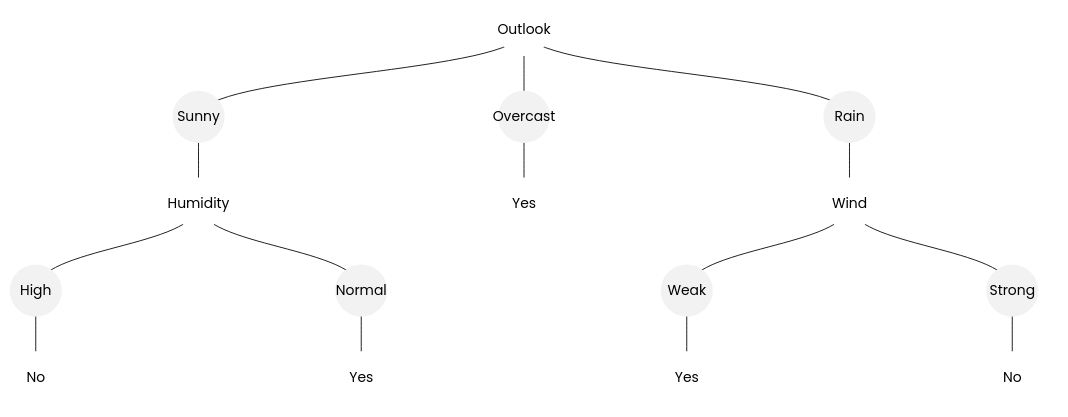 Outlook
Sunny
Overcast
Rain
Humidity
Yes
Wind
High
Normal
Weak
Strong
No
Yes
Yes
No